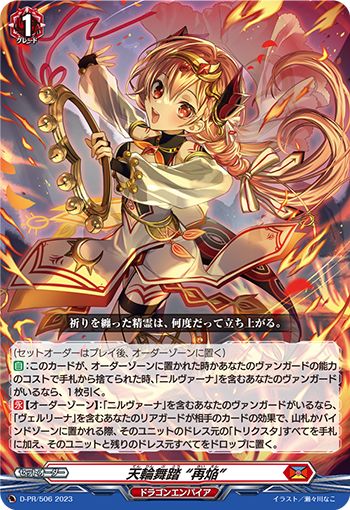 1
グレード
祈りを纏った精霊は、何度だって立ち上がる。
(セットオーダーはプレイ後、オーダーゾーンに置く)
自:このカードが、オーダーゾーンに置かれた時かあなたのヴァンガードの能力
のコストで手札から捨てられた時、「ニルヴァーナ」を含むあなたのヴァンガード
がいるなら、1枚引く。
永【オーダーゾーン】:「ニルヴァーナ」を含むあなたのヴァンガードがいるなら、
「ヴェルリーナ」を含むあなたのリアガードが相手のカードの効果で、山札かバイ
ンドゾーンに置かれる際、そのユニットのドレス元の「トリクスタ」すべてを手札
に加え、そのユニットと残りのドレス元すべてをドロップに置く。
セットオーダー
天輪舞踏 “再焔”
ドラゴンエンパイア
D-PR/506 2023
イラスト/瀬々川なこ